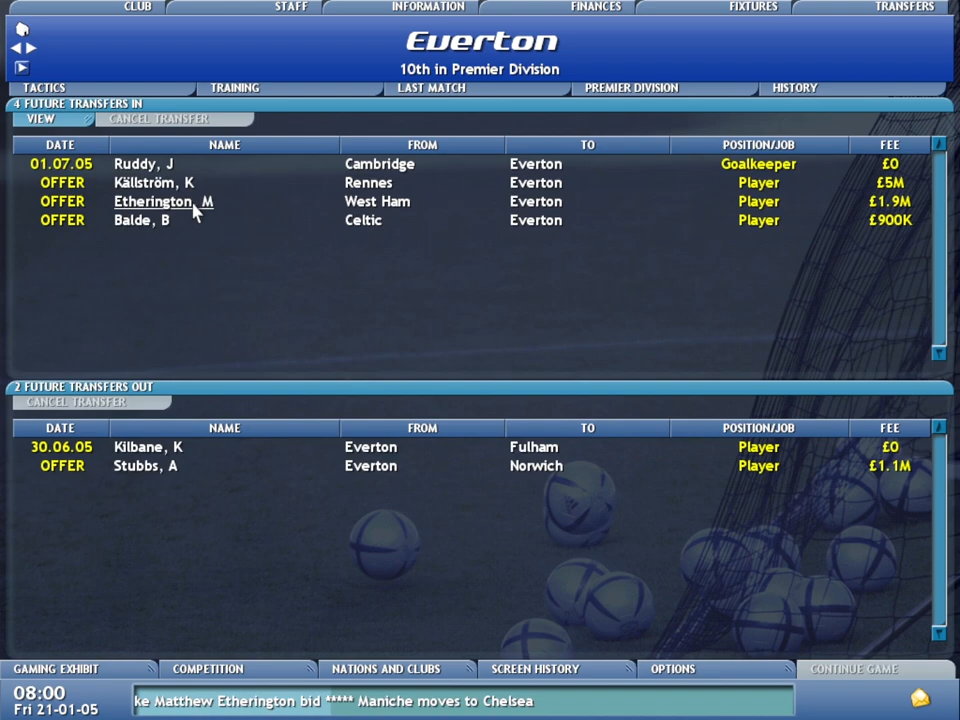 CLUB STAFF INFORMATION FINANCES FIXTURES TRANSFERS
Everton
10th in Premier Division
TACTICS TRAINING LAST MATCH PREMIER DIVISION HISTORY
4 FUTURE TRANSFERS IN
VIEW CANCEL TRANSFER
DATE NAME FROM TO POSITION/JOB FEE
01.07.05 Ruddy, J Cambridge Everton Goalkeeper £0
OFFER Källström, K Rennes Everton Player £5M
OFFER Etherington, M West Ham Everton Player £1.9M
OFFER Balde, B Celtic Everton Player £900K
2 FUTURE TRANSFERS OUT
CANCEL TRANSFER
DATE NAME FROM TO POSITION/JOB FEE
30.06.05 Kilbane, K Everton Fulham Player £0
OFFER Stubbs, A Everton Norwich Player £1.1M
GAMING EXHIBIT COMPETITION NATIONS AND CLUBS SCREEN HISTORY OPTIONS CONTINUE GAME
08:00
Fri 21-01-05
ke Matthew Etherington bid ***** Maniche moves to Chelsea